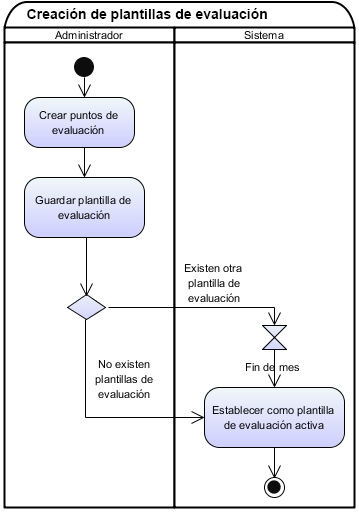 Creación de plantillas de evaluación
Administrador
Sistema
Crear puntos de
evaluación
Guardar plantilla de
evaluación
Existen otra
plantilla de
evaluación
Fin de mes
No existen
plantillas de
evaluación
Establecer como plantilla
de evaluación activa